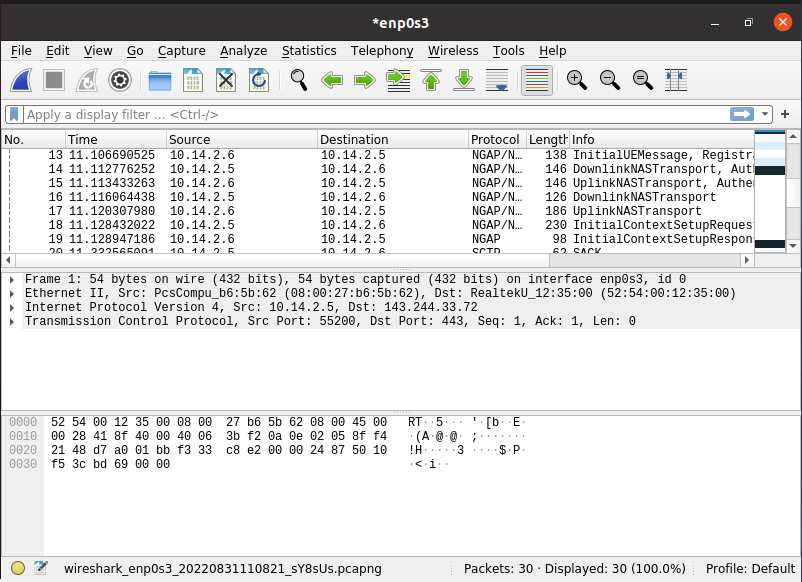 *enp0s3
File Edit View Go Capture Analyze Statistics Telephony Wireless Tools Help
Apply a display filter … <Ctrl-/>
No. Time Source Destination Protocol Length Info
13 11.106690525 10.14.2.6 10.14.2.5 NGAP/N… 138 InitialUEMessage, Registra
14 11.112776252 10.14.2.5 10.14.2.6 NGAP/N… 146 DownlinkNASTransport, Auth
15 11.113433263 10.14.2.6 10.14.2.5 NGAP/N… 146 UplinkNASTransport, Authen
16 11.116064438 10.14.2.5 10.14.2.6 NGAP/N… 126 DownlinkNASTransport
17 11.120307980 10.14.2.6 10.14.2.5 NGAP/N… 186 UplinkNASTransport
18 11.128432022 10.14.2.5 10.14.2.6 NGAP/N… 230 InitialContextSetupRequest
19 11.128947186 10.14.2.6 10.14.2.5 NGAP 98 InitialContextSetupRespon
20 11.332565091 10.14.2.5 10.14.2.6 SCTP 62 SACK
Frame 1: 54 bytes on wire (432 bits), 54 bytes captured (432 bits) on interface enp0s3, id 0
Ethernet II, Src: PcsCompu_b6:5b:62 (08:00:27:b6:5b:62), Dst: RealtekU_12:35:00 (52:54:00:12:35:00)
Internet Protocol Version 4, Src: 10.14.2.5, Dst: 143.244.33.72
Transmission Control Protocol, Src Port: 55200, Dst Port: 443, Seq: 1, Ack: 1, Len: 0
0000 52 54 00 12 35 00 08 00 27 b6 5b 62 08 00 45 00 RT··5··· '·[b··E·
0010 00 28 41 8f 40 00 40 06 3b f2 0a 0e 02 05 8f f4 ·(A·@·@· ;·······
0020 21 48 d7 a0 01 bb f3 33 c8 e2 00 00 24 87 50 10 !H·····3 ····$·P·
0030 f5 3c bd 69 00 00 ·<·i··
wireshark_enp0s3_20220831110821_sY8sUs.pcapng Packets: 30 · Displayed: 30 (100.0%) Profile: Default